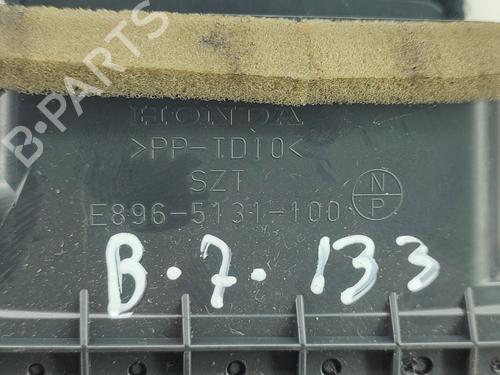 B-PARTS
HONDA
>PP-TD10<
SZT
E896-5131-100
N
P
B.7.133